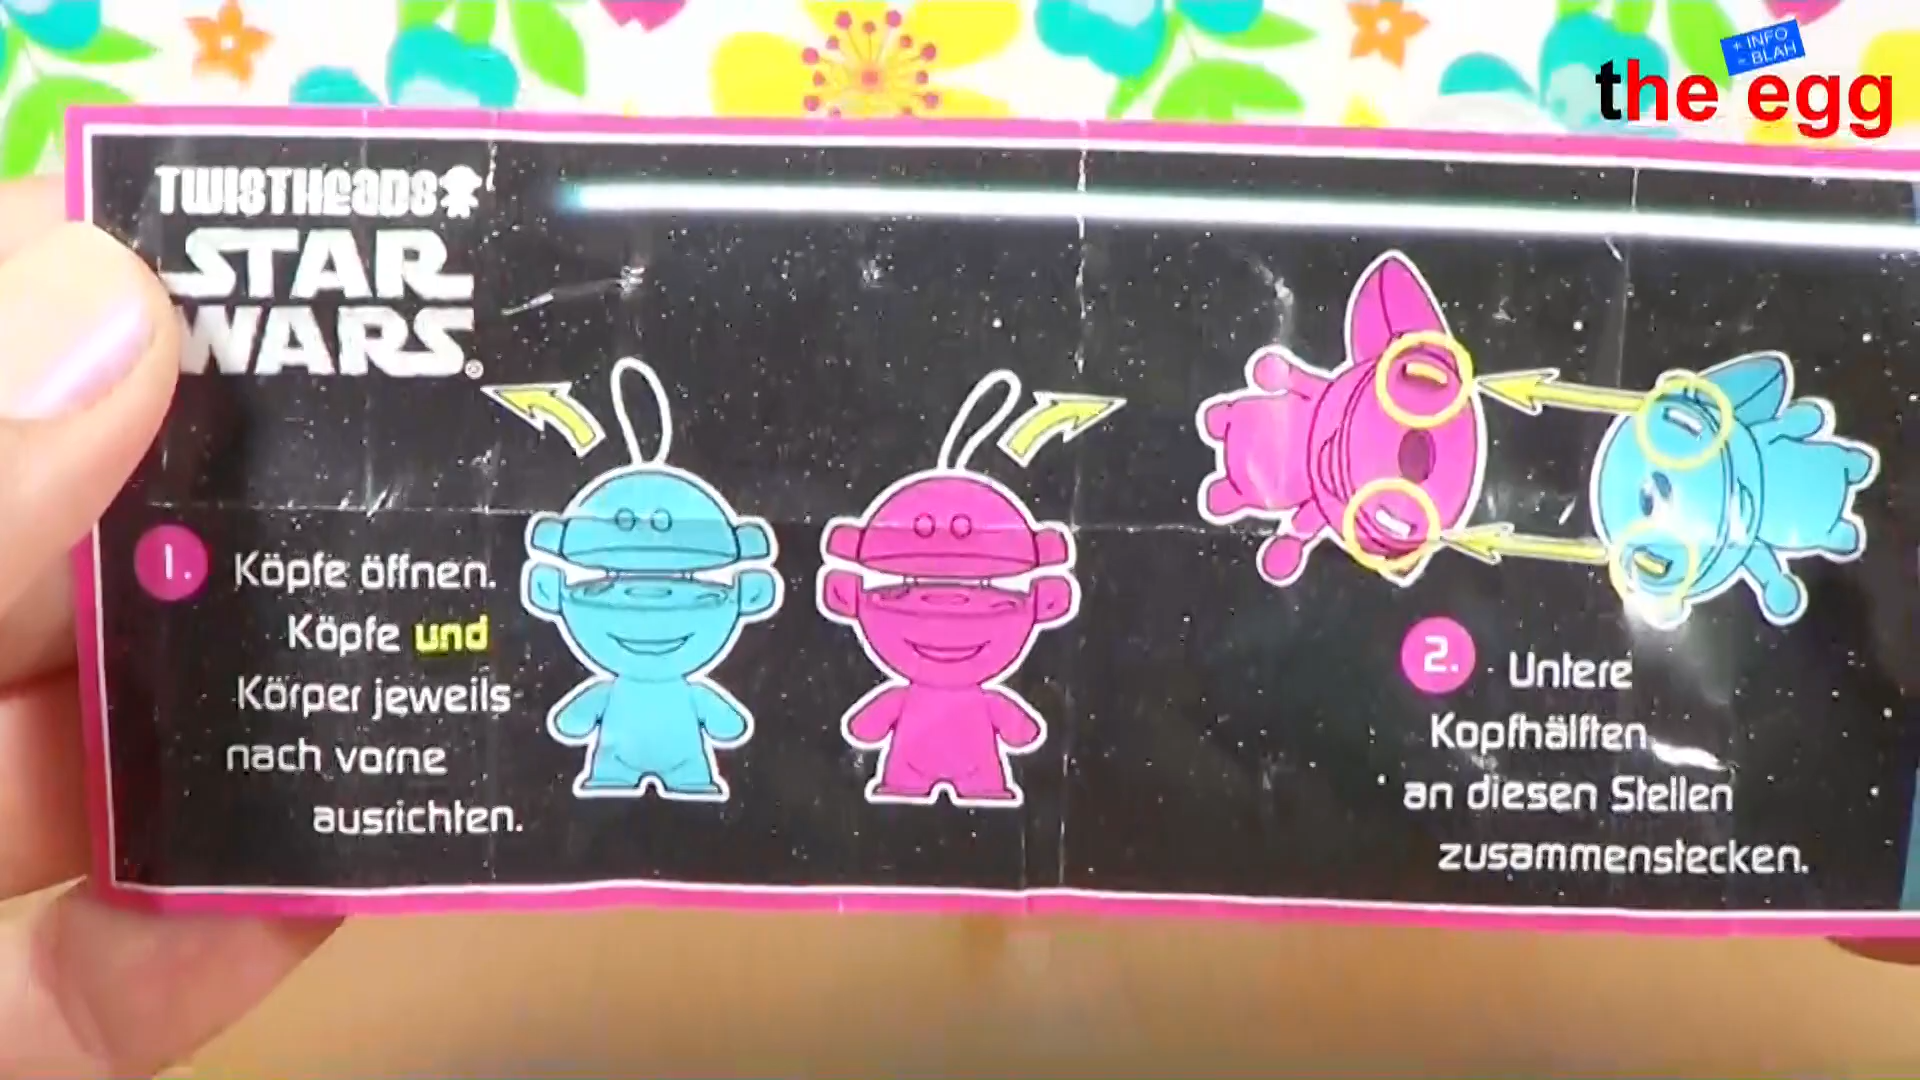 + INFO
- BLAH
the egg
TWISTHEADS
STAR
WARS®
1. Köpfe öffnen.
Köpfe und
Körper jeweils
nach vorne
ausrichten.
2. Untere
Kopfhälften
an diesen Stellen
zusammenstecken.